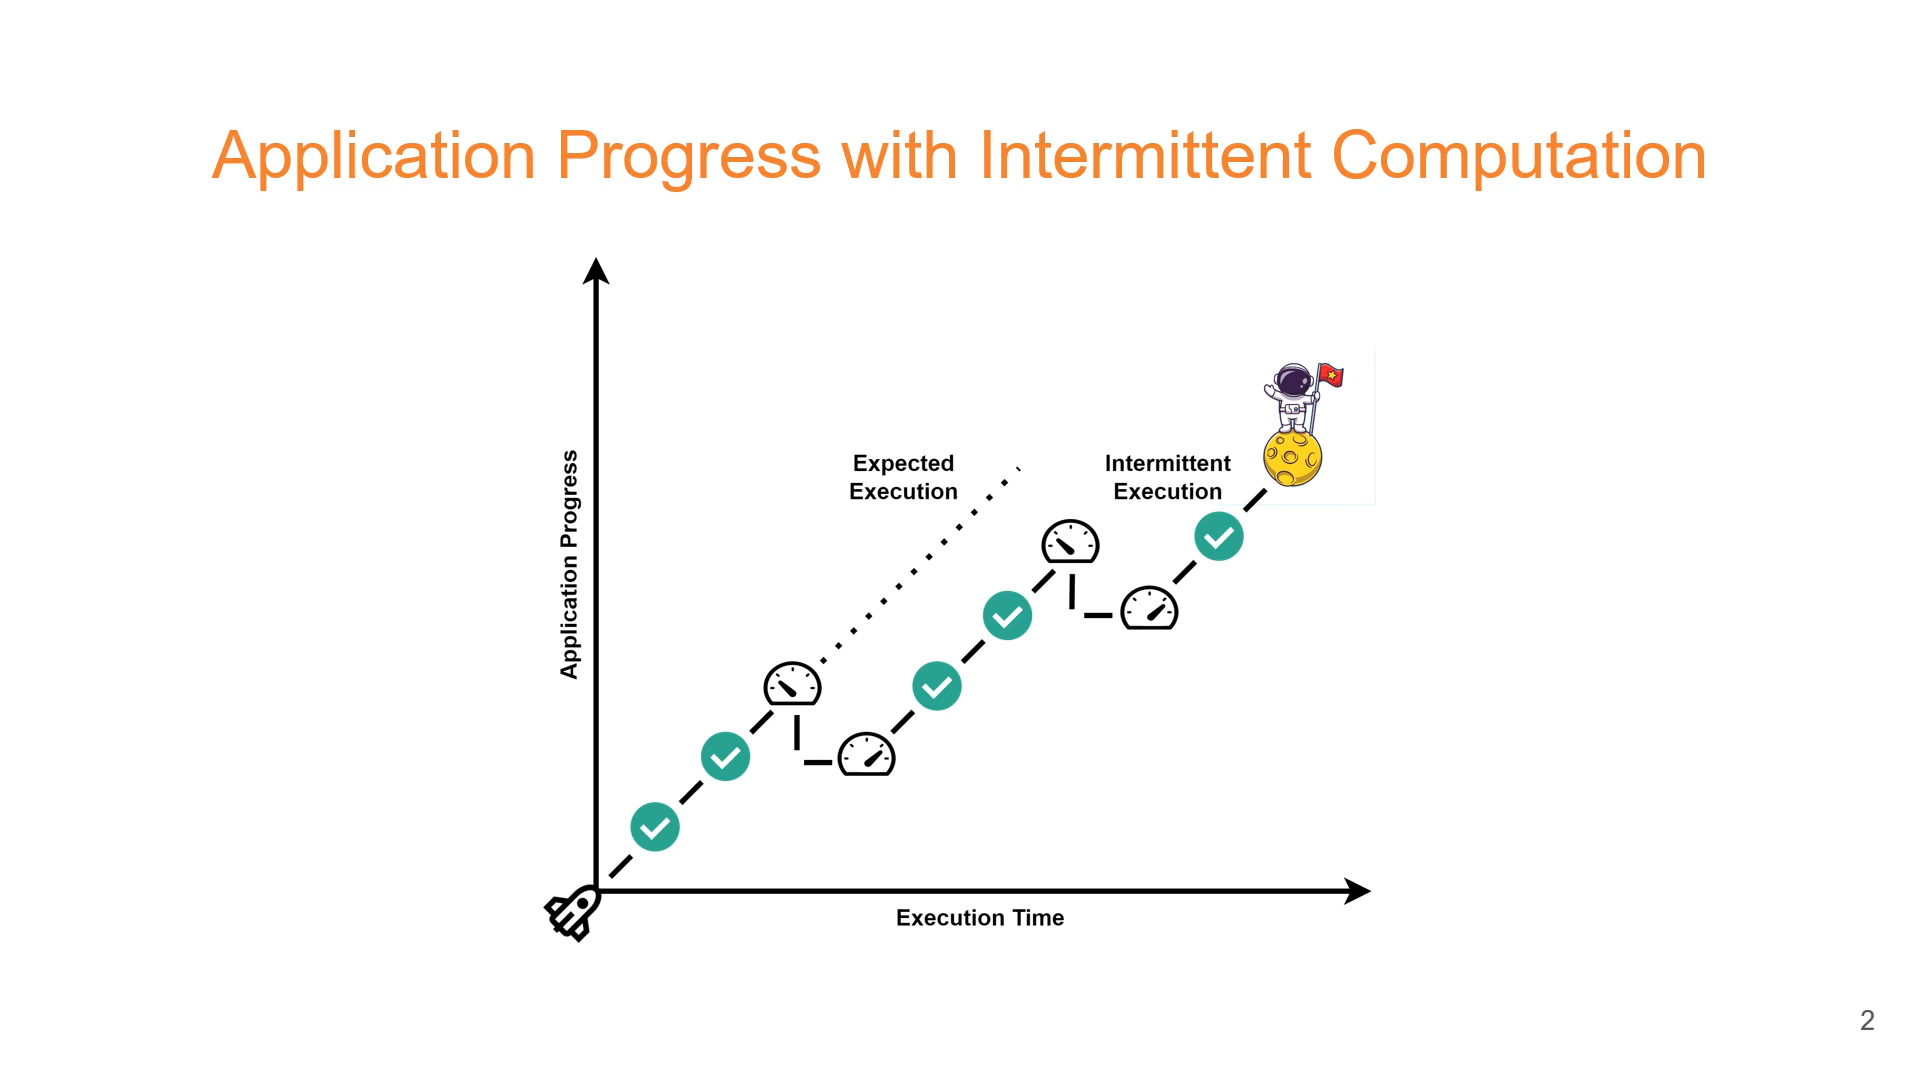 Application Progress with Intermittent Computation
Expected
Execution
Intermittent
Execution
Application Progress
Execution Time
2